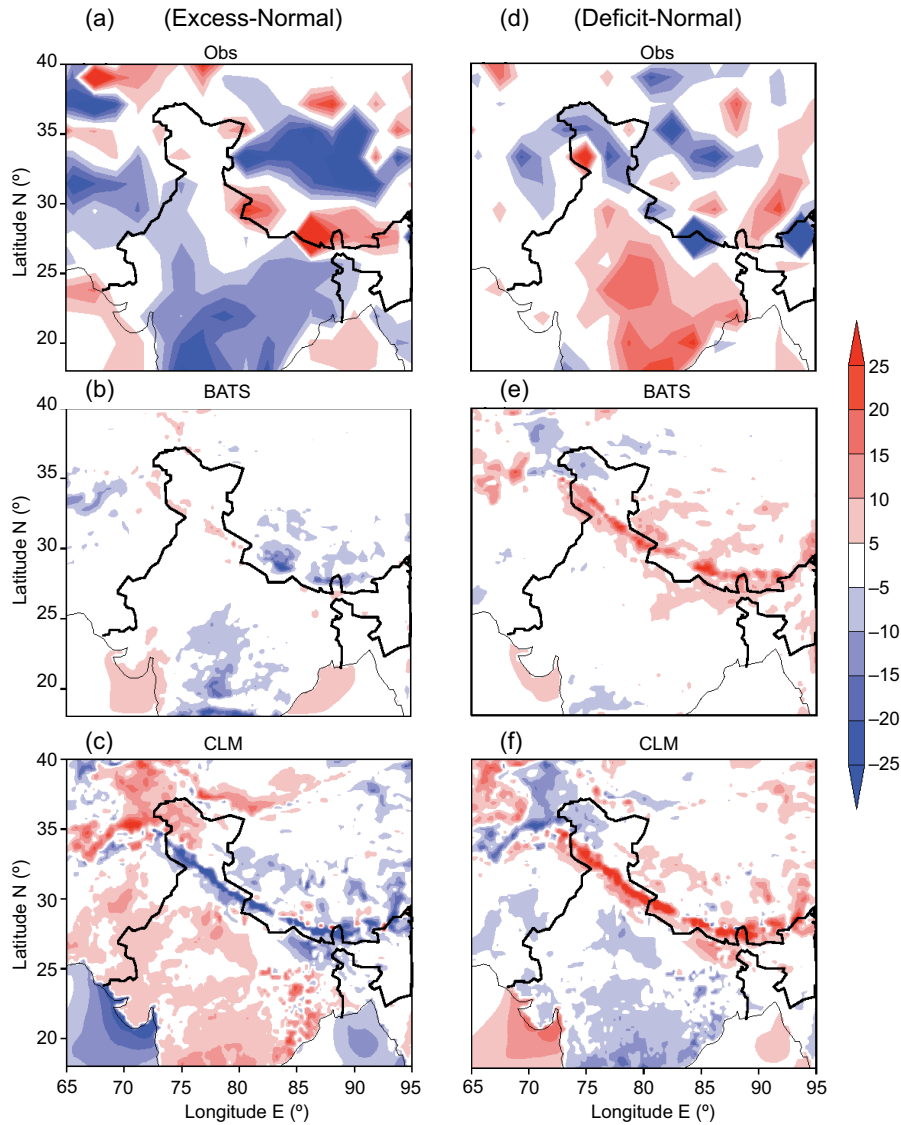 (a) (Excess-Normal) (d) (Deficit-Normal)
Obs Obs
40
35
30
25
20
Latitude N (º)
(b) BATS (e) BATS
40
35
30
25
20
Latitude N (º)
(c) CLM (f) CLM
40
35
30
25
20
Latitude N (º)
65 70 75 80 85 90 95 65 70 75 80 85 90 95
Longitude E (º) Longitude E (º)
25
20
15
10
5
–5
–10
–15
–20
–25